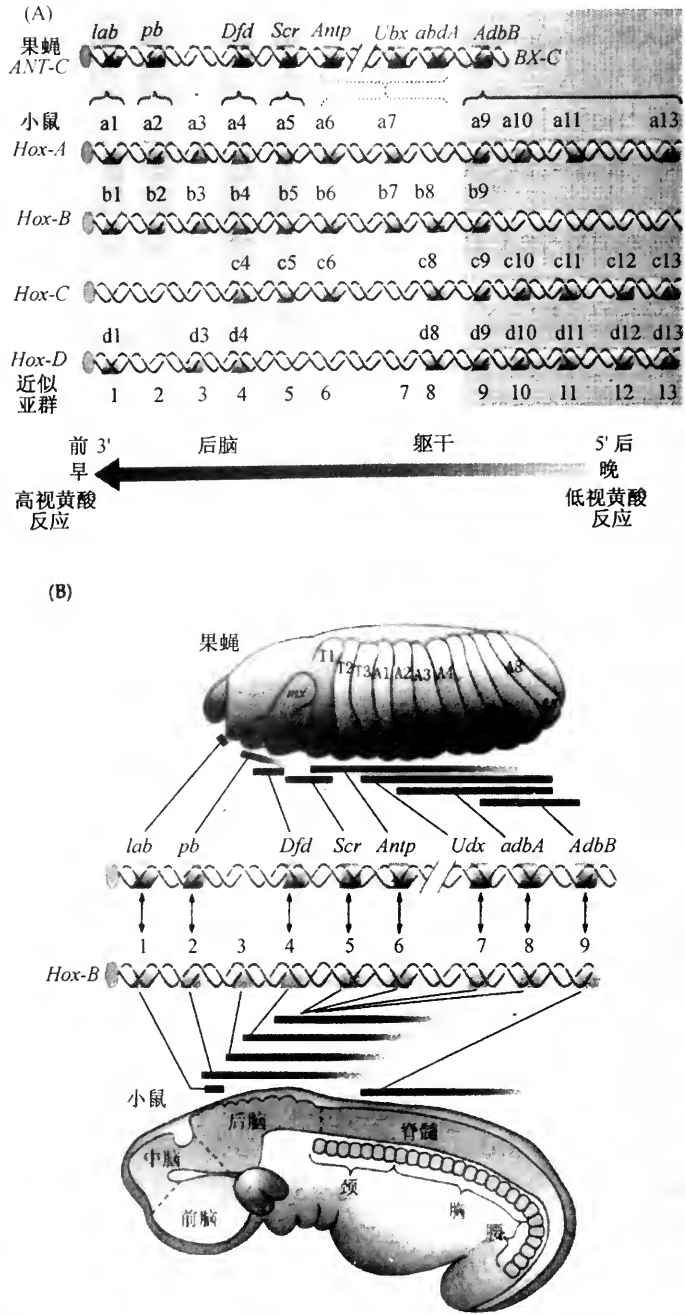 (A)
lab pb Dfd Scr Antp Ubx abdA AdbB
果蝇
ANT-C BX-C
小鼠 a1 a2 a3 a4 a5 a6 a7 a9 a10 a11 a13
Hox-A
b1 b2 b3 b4 b5 b6 b7 b8 b9
Hox-B
c4 c5 c6 c8 c9 c10 c11 c12 c13
Hox-C
d1 d3 d4 d8 d9 d10 d11 d12 d13
Hox-D
近似
亚群 1 2 3 4 5 6 7 8 9 10 11 12 13
前 3' 后脑 躯干 5' 后
早 晚
高视黄酸 低视黄酸
反应 反应
(B)
果蝇
T1 T2 T3 A1 A2 A3 A4 A8
lab pb Dfd Scr Antp Udx adbA AdbB
1 2 3 4 5 6 7 8 9
Hox-B
小鼠
后脑 脊髓
中脑
颈
前脑 胸
腰